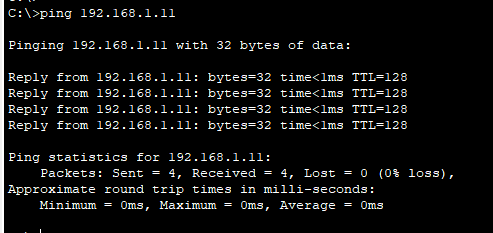 C:\>ping 192.168.1.11
Pinging 192.168.1.11 with 32 bytes of data:
Reply from 192.168.1.11: bytes=32 time<1ms TTL=128
Reply from 192.168.1.11: bytes=32 time<1ms TTL=128
Reply from 192.168.1.11: bytes=32 time<1ms TTL=128
Reply from 192.168.1.11: bytes=32 time<1ms TTL=128
Ping statistics for 192.168.1.11:
Packets: Sent = 4, Received = 4, Lost = 0 (0% loss),
Approximate round trip times in milli-seconds:
Minimum = 0ms, Maximum = 0ms, Average = 0ms